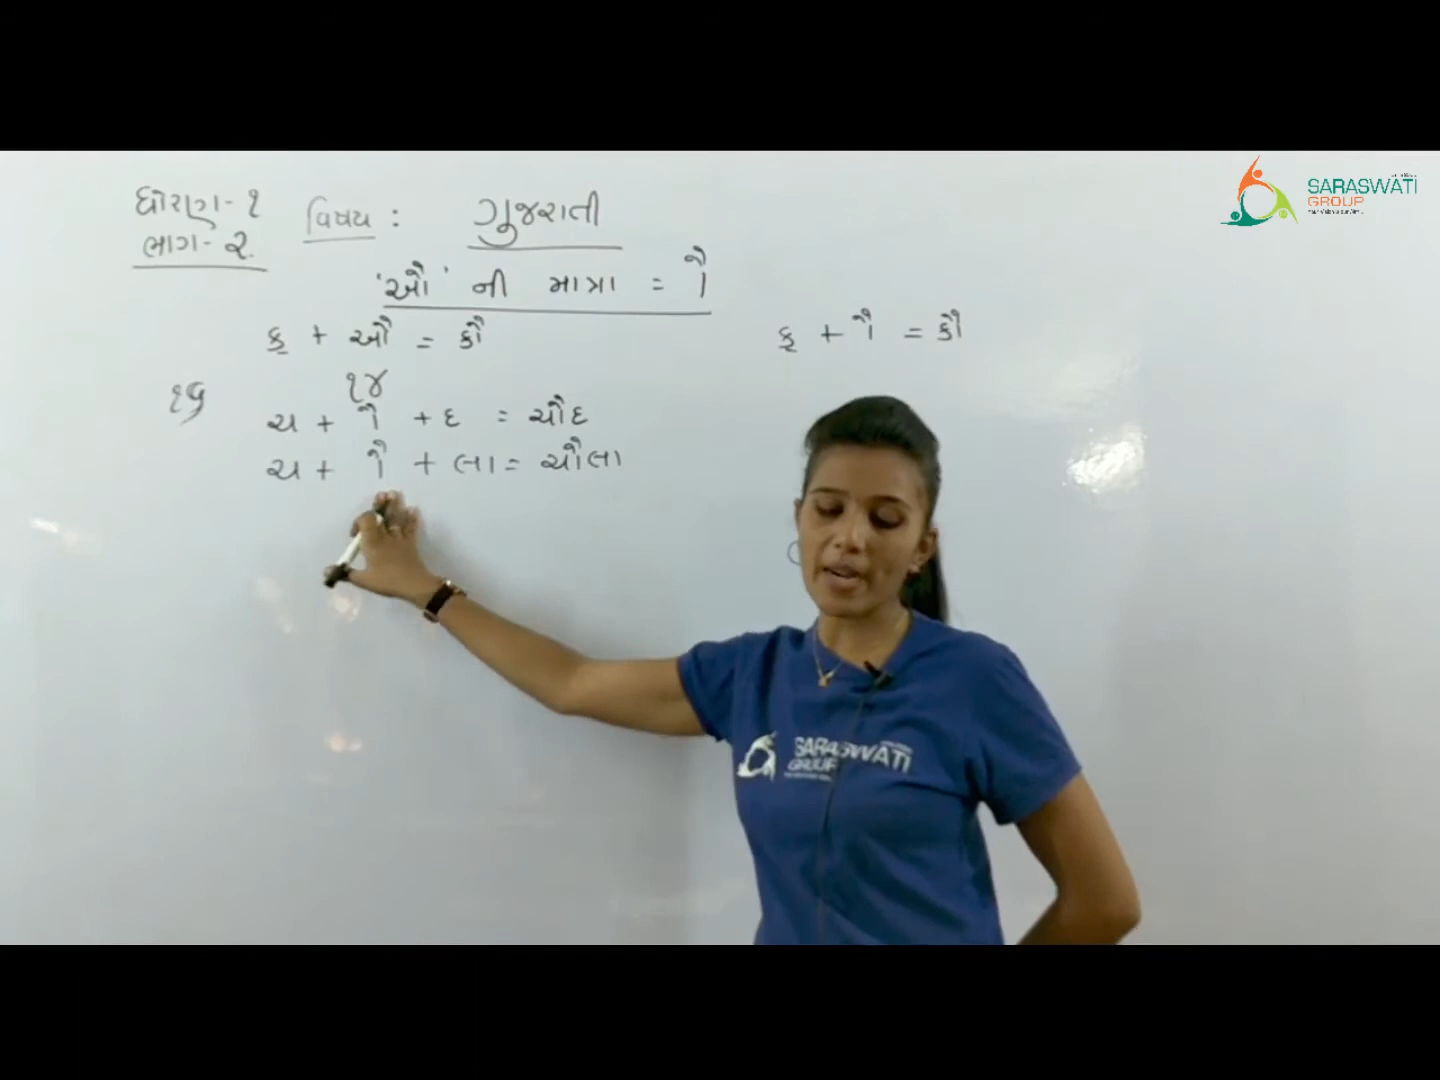 ધોરણ - ૧
ભાગ - ૨.
વિષય : ગુજરાતી
'ઔ' ની માત્રા = ૌ
ક + ઔ = કૌ
ક + ૌ = કૌ
૧૪
ચ + ૌ + દ = ચૌદ
ચ + ૌ + લા = ચૌલા
SARASWATI
GROUP
SARASWATI
GROUP